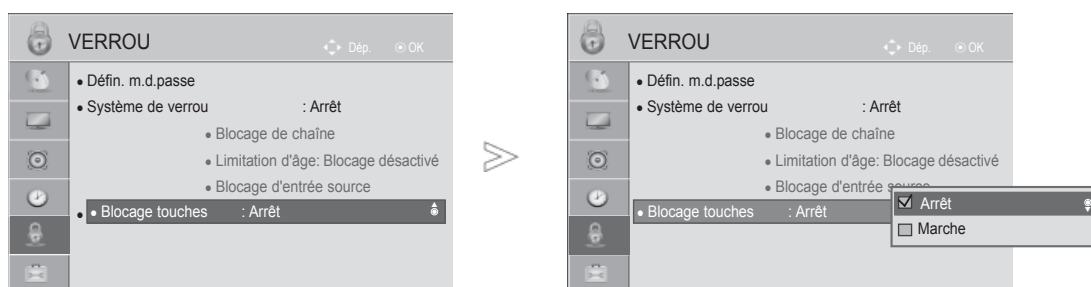 VERROU
Dép. OK
• Défin. m.d.passe
• Système de verrou : Arrêt
• Blocage de chaîne
• Limitation d'âge: Blocage désactivé
• Blocage d'entrée source
• • Blocage touches : Arrêt
VERROU
Dép. OK
• Défin. m.d.passe
• Système de verrou : Arrêt
• Blocage de chaîne
• Limitation d'âge: Blocage désactivé
• Blocage d'entrée source
• Blocage touches : Arrêt
Arrêt
Marche